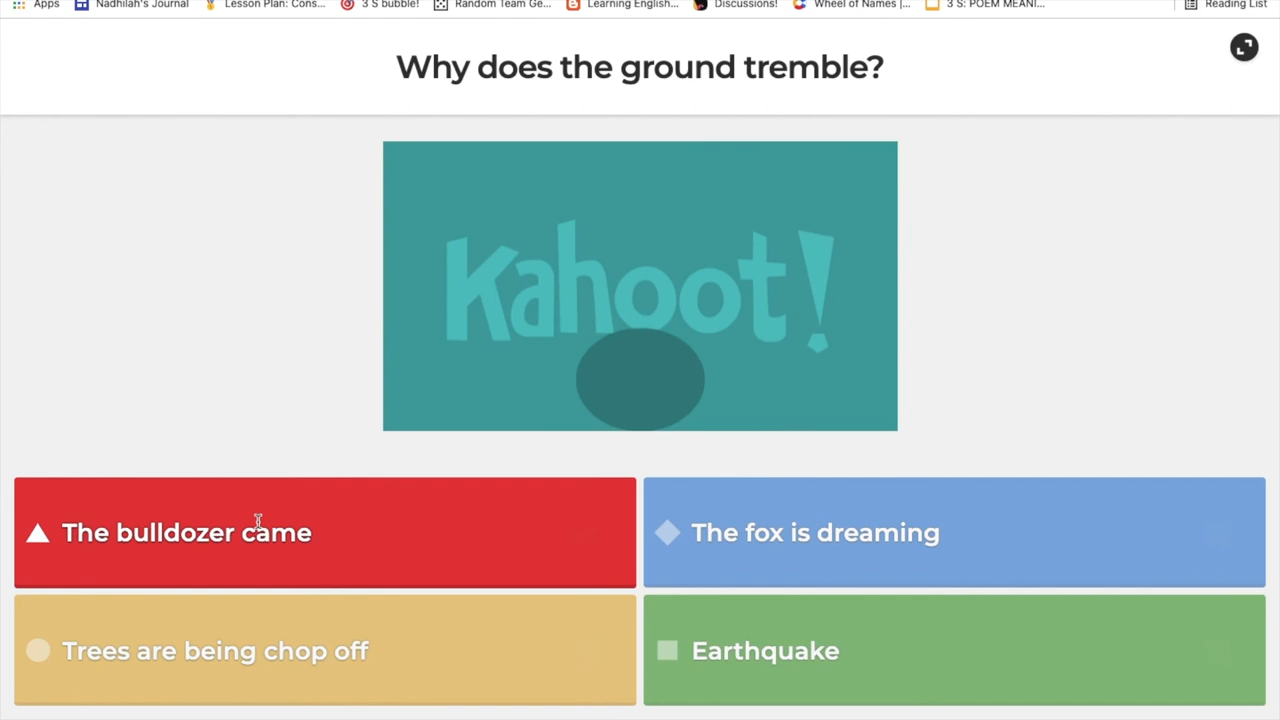 Apps Nadhilah's Journal Lesson Plan: Cons... 3 S bubble! Random Team Ge... Learning English... Discussions! Wheel of Names |... 3 S: POEM MEANI... Reading List
Why does the ground tremble?
Kahoot!
The bulldozer came
The fox is dreaming
Trees are being chop off
Earthquake